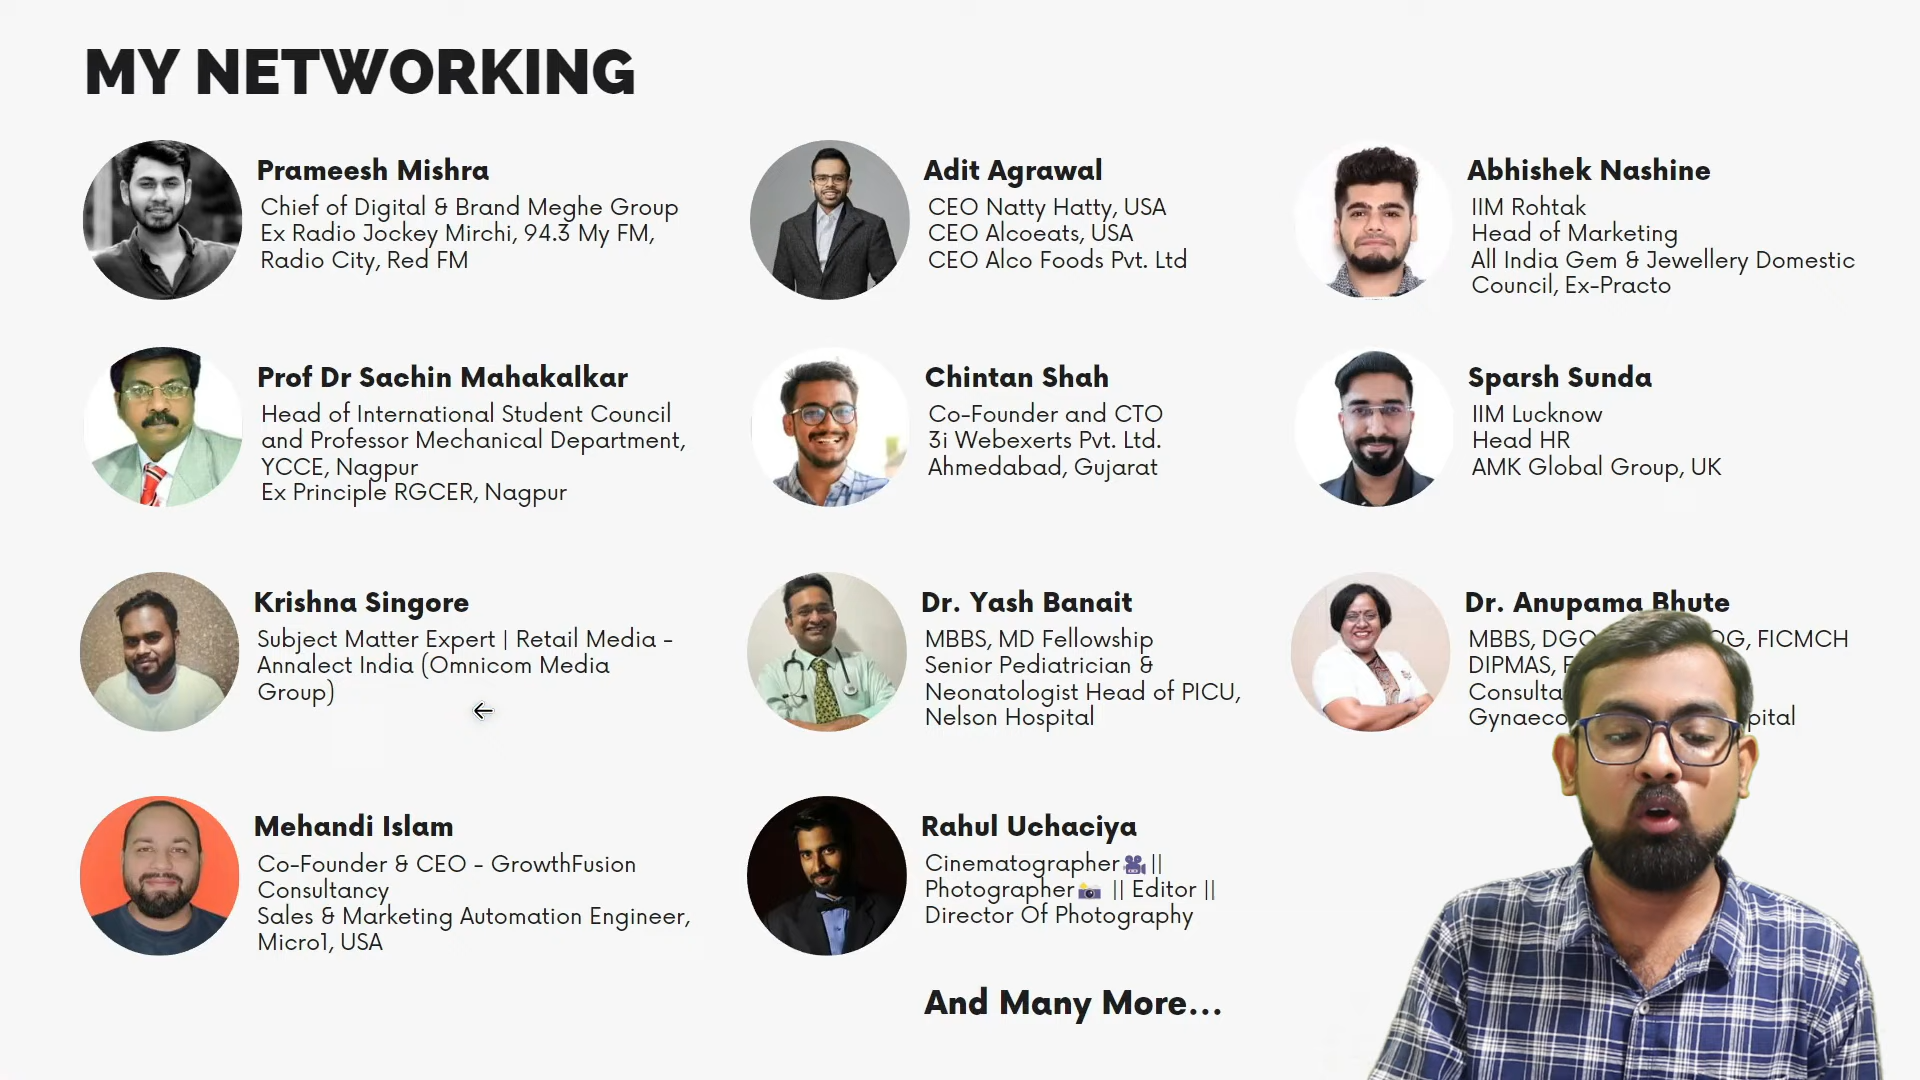 MY NETWORKING
Prameesh Mishra
Chief of Digital & Brand Meghe Group
Ex Radio Jockey Mirchi, 94.3 My FM,
Radio City, Red FM
Adit Agrawal
CEO Natty Hatty, USA
CEO Alcoeats, USA
CEO Alco Foods Pvt. Ltd
Abhishek Nashine
IIM Rohtak
Head of Marketing
All India Gem & Jewellery Domestic
Council, Ex-Practo
Prof Dr Sachin Mahakalkar
Head of International Student Council
and Professor Mechanical Department,
YCCE, Nagpur
Ex Principle RGCER, Nagpur
Chintan Shah
Co-Founder and CTO
3i Webexerts Pvt. Ltd.
Ahmedabad, Gujarat
Sparsh Sunda
IIM Lucknow
Head HR
AMK Global Group, UK
Krishna Singore
Subject Matter Expert | Retail Media -
Annalect India (Omnicom Media
Group)
Dr. Yash Banait
MBBS, MD Fellowship
Senior Pediatrician &
Neonatologist Head of PICU,
Nelson Hospital
Dr. Anupama Bhute
MBBS, FICMCH
DIPMAS,
Mehandi Islam
Co-Founder & CEO - GrowthFusion
Consultancy
Sales & Marketing Automation Engineer,
Micro1, USA
Rahul Uchaciya
Cinematographer🎥||
Photographer📸 || Editor ||
Director Of Photography
And Many More...